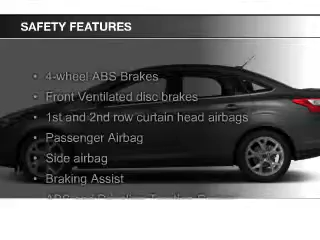 SAFETY FEATURES
• 4-wheel ABS Brakes
• Front Ventilated disc brakes
• 1st and 2nd row curtain head airbags
• Passenger Airbag
• Side airbag
• Braking Assist